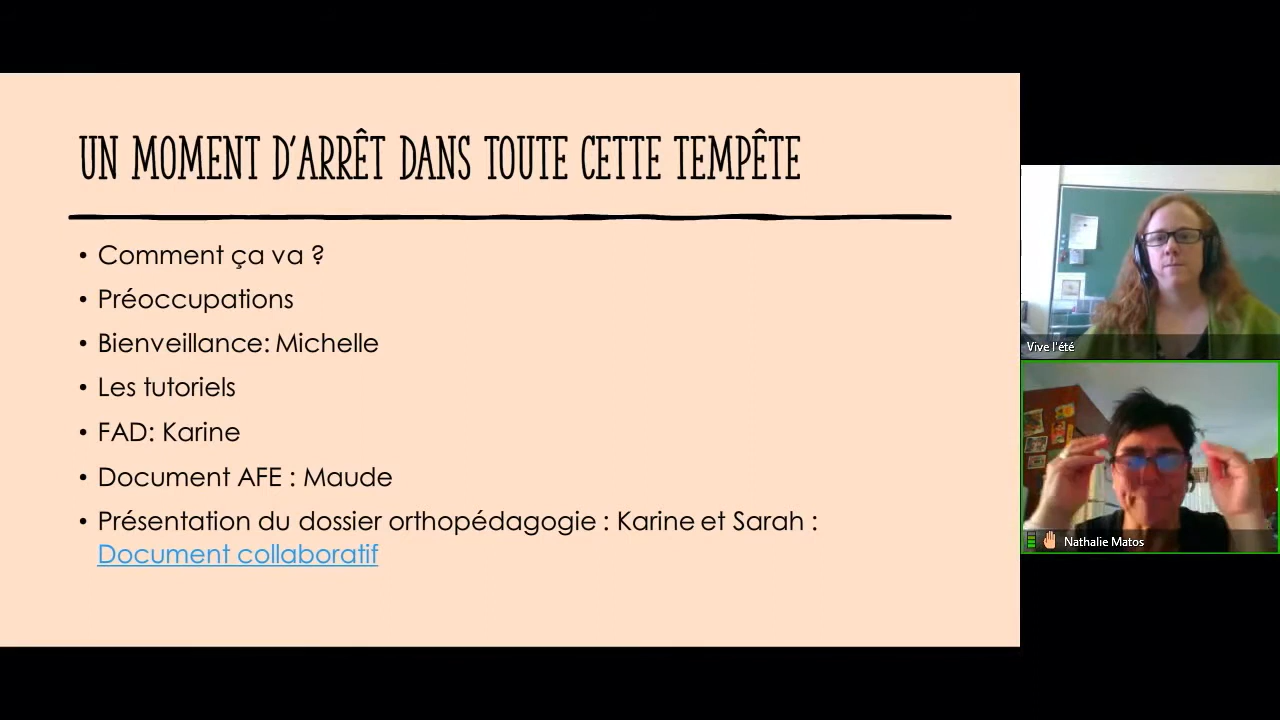 UN MOMENT D'ARRÊT DANS TOUTE CETTE TEMPÊTE
• Comment ça va ?
• Préoccupations
• Bienveillance: Michelle
• Les tutoriels
• FAD: Karine
• Document AFE : Maude
• Présentation du dossier orthopédagogie : Karine et Sarah :
Document collaboratif
Vive l'été
Nathalie Matos